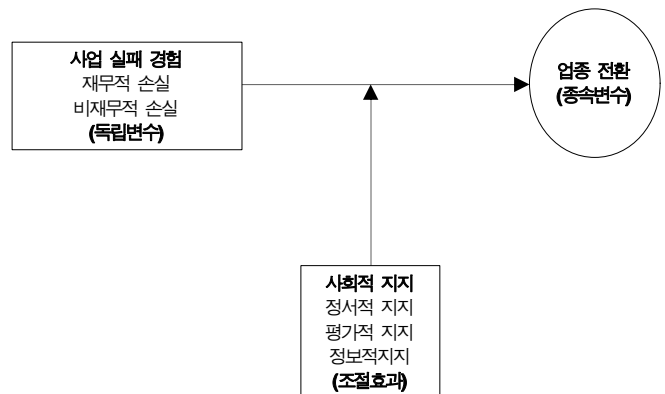 사업 실패 경험
재무적 손실
비재무적 손실
(독립변수)
업종 전환
(종속변수)
사회적 지지
정서적 지지
평가적 지지
정보적지지
(조절효과)